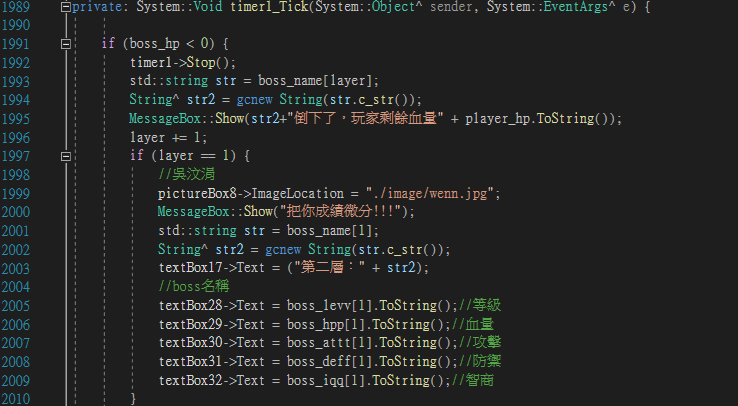 1989 private: System::Void timer1_Tick(System::Object^ sender, System::EventArgs^ e) {
1990
1991 if (boss_hp < 0) {
1992 timer1->Stop();
1993 std::string str = boss_name[layer];
1994 String^ str2 = gcnew String(str.c_str());
1995 MessageBox::Show(str2+"倒下了，玩家剩餘血量" + player_hp.ToString());
1996 layer += 1;
1997 if (layer == 1) {
1998 //吳汶涓
1999 pictureBox8->ImageLocation = "./image/wenn.jpg";
2000 MessageBox::Show("把你成績微分!!!");
2001 std::string str = boss_name[1];
2002 String^ str2 = gcnew String(str.c_str());
2003 textBox17->Text = ("第二層：" + str2);
2004 //boss名稱
2005 textBox28->Text = boss_levv[1].ToString();//等級
2006 textBox29->Text = boss_hpp[1].ToString();//血量
2007 textBox30->Text = boss_attt[1].ToString();//攻擊
2008 textBox31->Text = boss_deff[1].ToString();//防禦
2009 textBox32->Text = boss_iqq[1].ToString();//智商
2010 }